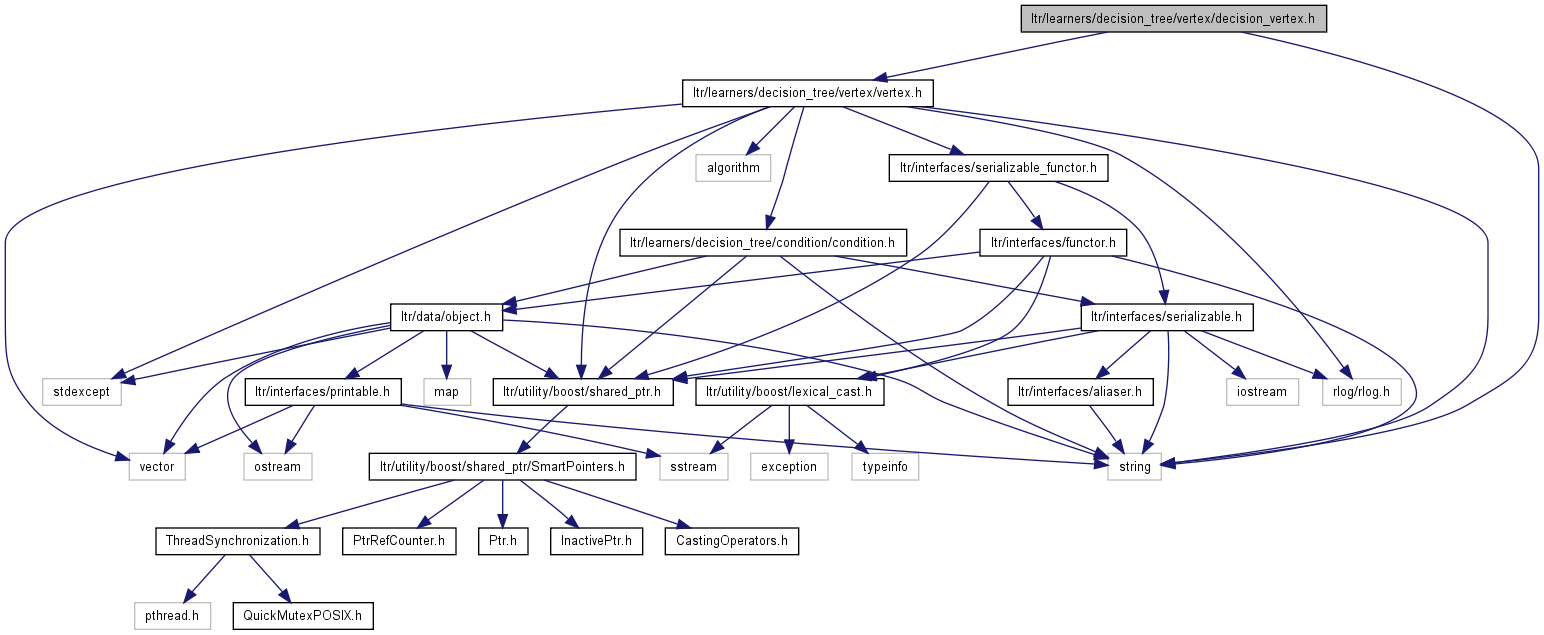 ltr/learners/decision_tree/vertex/decision_vertex.h
ltr/learners/decision_tree/vertex/vertex.h
algorithm
ltr/interfaces/serializable_functor.h
ltr/learners/decision_tree/condition/condition.h
ltr/interfaces/functor.h
ltr/data/object.h
ltr/interfaces/serializable.h
stdexcept
ltr/interfaces/printable.h
map
ltr/utility/boost/shared_ptr.h
ltr/utility/boost/lexical_cast.h
ltr/interfaces/aliaser.h
iostream
rlog/rlog.h
vector
ostream
ltr/utility/boost/shared_ptr/SmartPointers.h
sstream
exception
typeinfo
string
ThreadSynchronization.h
PtrRefCounter.h
Ptr.h
InactivePtr.h
CastingOperators.h
pthread.h
QuickMutexPOSIX.h